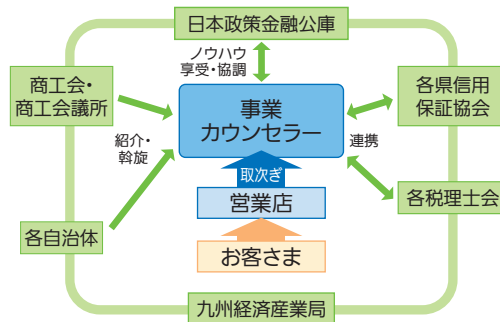 日本政策金融公庫
ノウハウ
享受・協調
商工会・
商工会議所
事業
カウンセラー
各県信用
保証協会
紹介・
斡旋
連携
取次ぎ
営業店
各税理士会
各自治体
お客さま
九州経済産業局